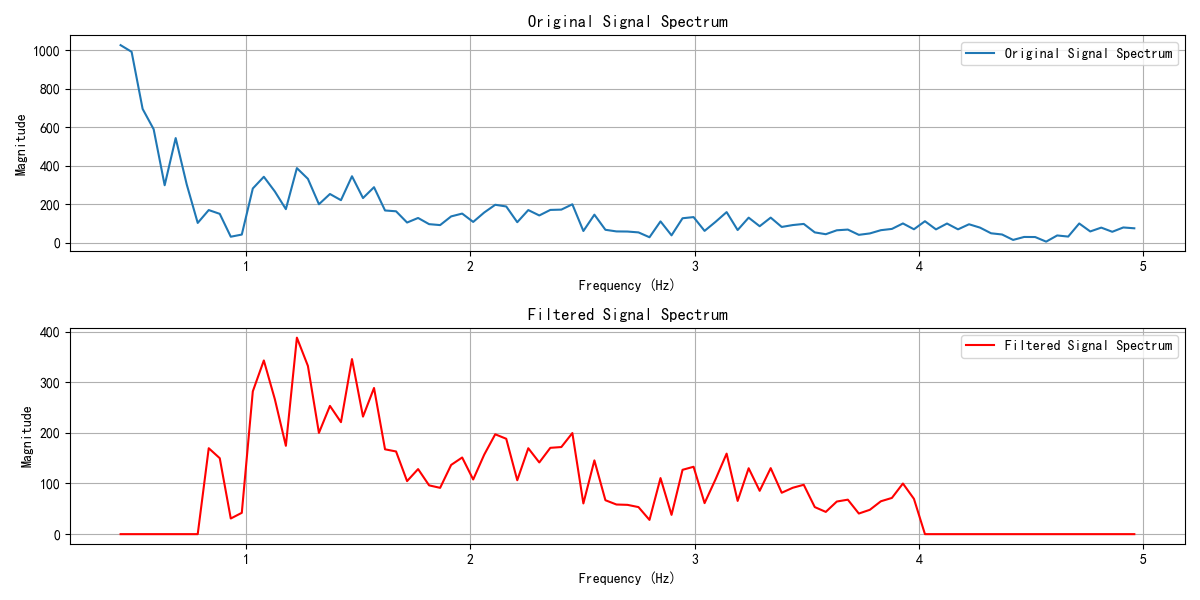 Original Signal Spectrum
Original Signal Spectrum
1000
800
600
400
200
0
Magnitude
1 2 3 4 5
Frequency (Hz)
Filtered Signal Spectrum
Filtered Signal Spectrum
400
300
200
100
0
Magnitude
1 2 3 4 5
Frequency (Hz)